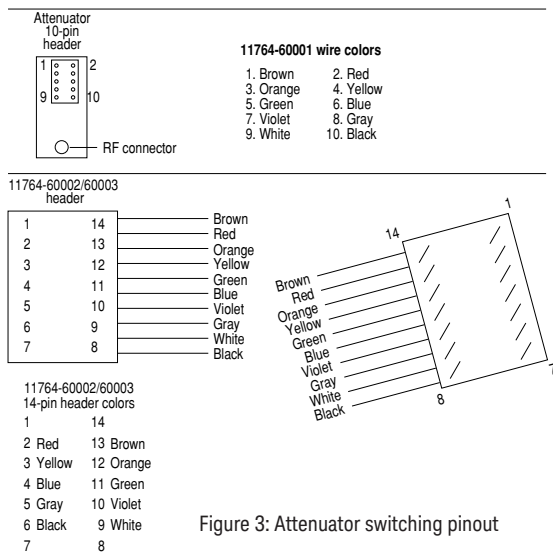 Attenuator
10-pin
header
1 2
9 10
RF connector
11764-60001 wire colors
1. Brown 2. Red
3. Orange 4. Yellow
5. Green 6. Blue
7. Violet 8. Gray
9. White 10. Black
11764-60002/60003
header
1 14
2 13
3 12
4 11
5 10
6 9
7 8
Brown
Red
Orange
Yellow
Green
Blue
Violet
Gray
White
Black
14 1
Brown
Red
Orange
Yellow
Green
Blue
Violet
Gray
White
Black
8 7
11764-60002/60003
14-pin header colors
1 14
2 Red 13 Brown
3 Yellow 12 Orange
4 Blue 11 Green
5 Gray 10 Violet
6 Black 9 White
7 8
Figure 3: Attenuator switching pinout